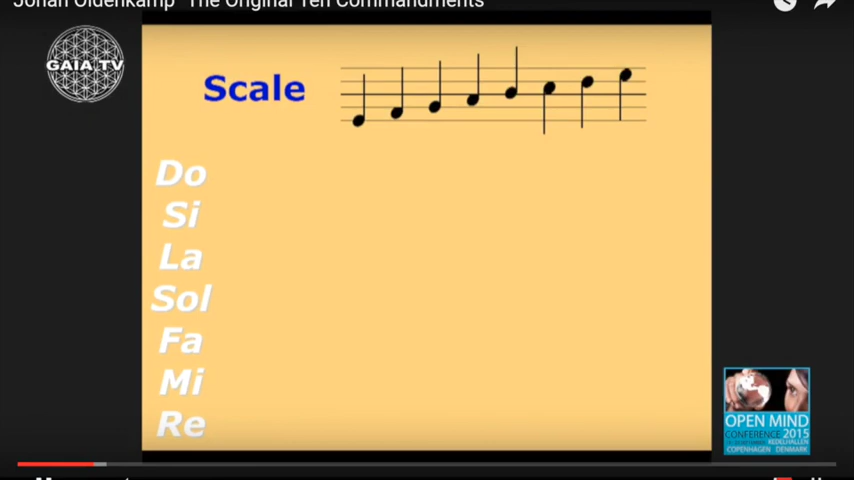 Johan Oldenkamp "The Original Ten Commandments"
GAIA.TV
Scale
Do
Si
La
Sol
Fa
Mi
Re
OPEN MIND
CONFERENCE 2015
REDELHALLEN
COPENHAGEN DENMARK